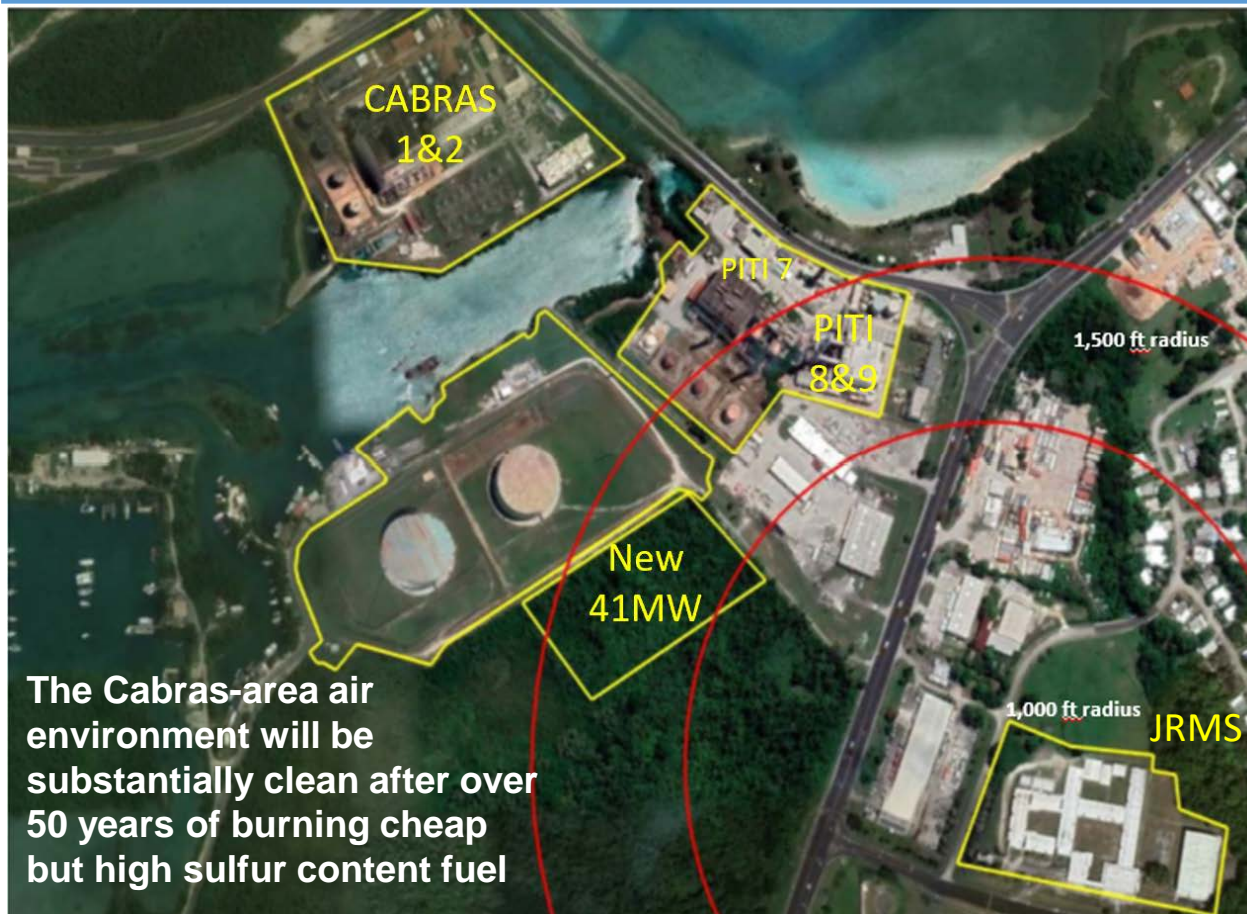 CABRAS
1&2
PITI 7
PITI
8&9
1,500 ft radius
New
41MW
1,000 ft radius
JRMS
The Cabras-area air
environment will be
substantially clean after over
50 years of burning cheap
but high sulfur content fuel